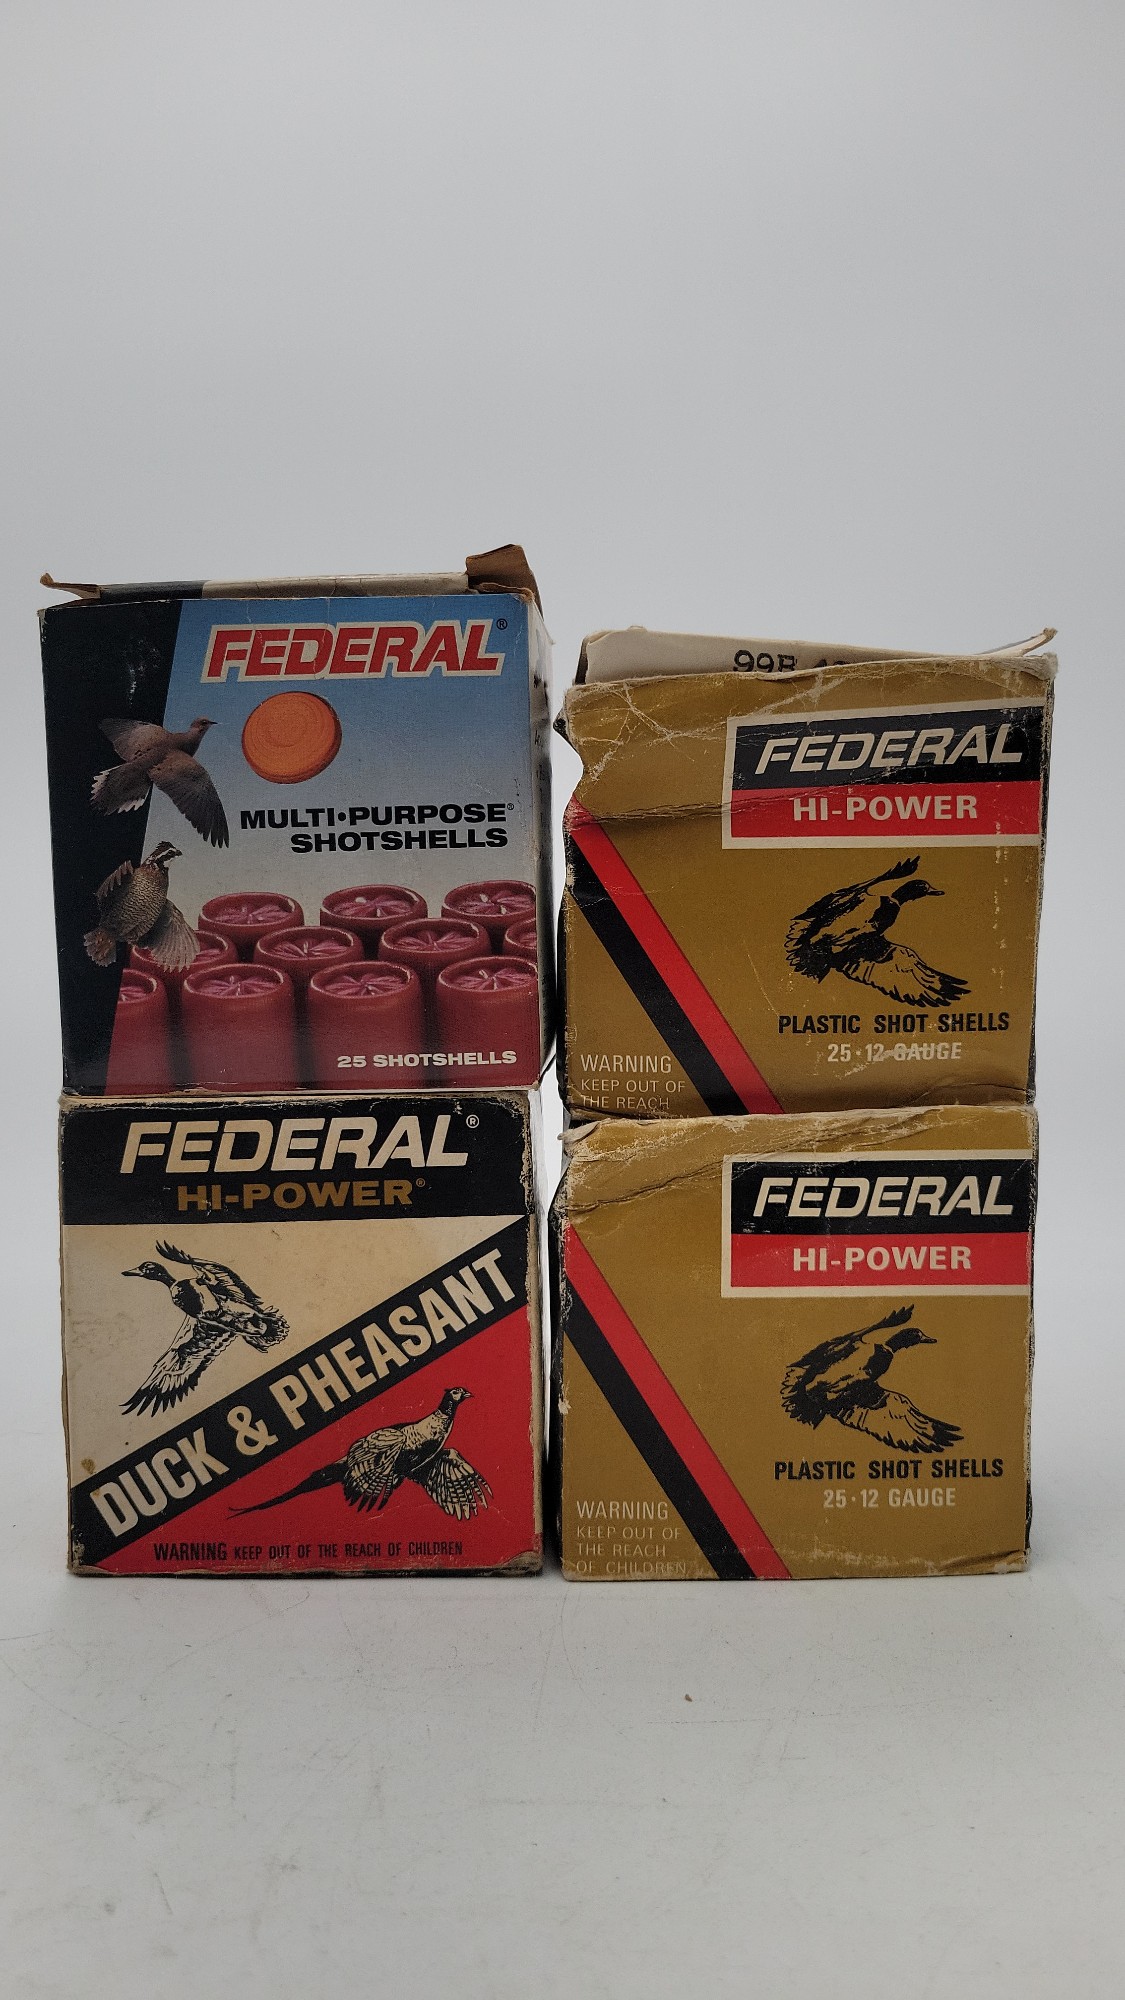 FEDERAL®
MULTI•PURPOSE®
SHOTSHELLS
25 SHOTSHELLS
FEDERAL®
HI-POWER®
DUCK & PHEASANT
WARNING KEEP OUT OF THE REACH OF CHILDREN
99B
FEDERAL
HI-POWER
PLASTIC SHOT SHELLS
25·12 GAUGE
WARNING
KEEP OUT OF
THE REACH
FEDERAL
HI-POWER
PLASTIC SHOT SHELLS
25·12 GAUGE
WARNING
KEEP OUT OF
THE REACH
OF CHILDREN